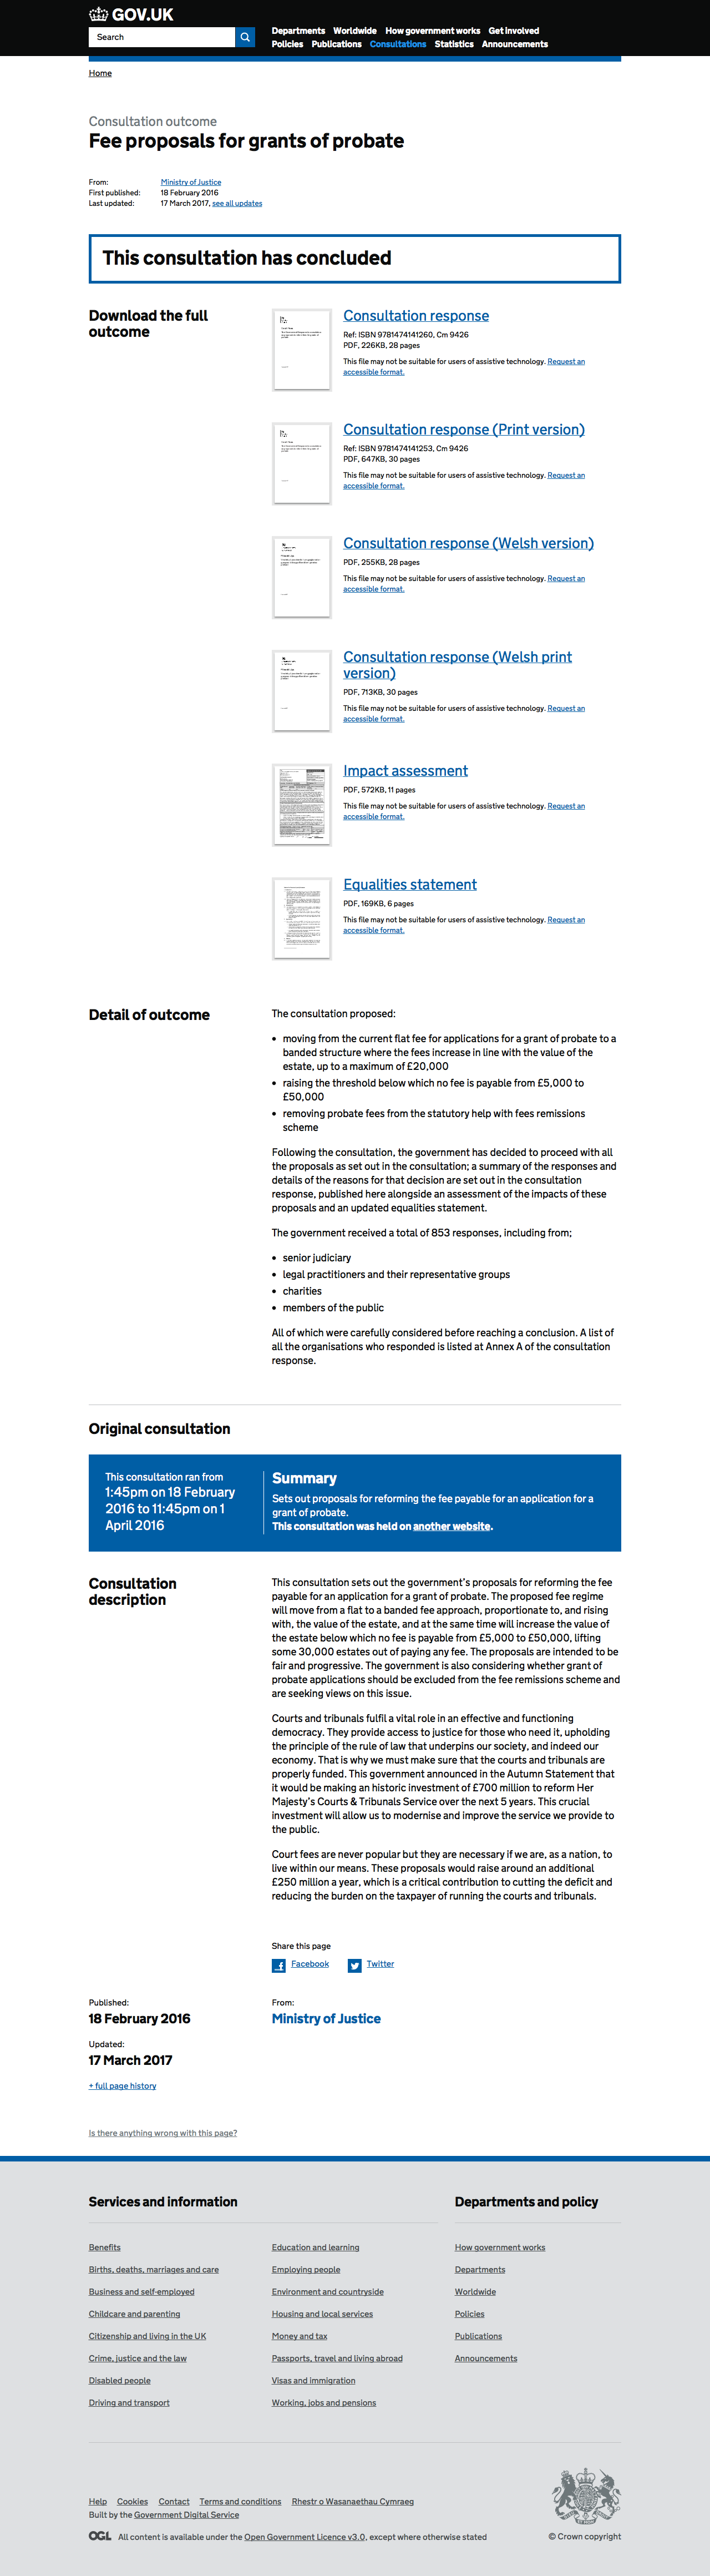 GOV.UK
Search
Departments Worldwide How government works Get involved
Policies Publications Consultations Statistics Announcements
Home
Consultation outcome
Fee proposals for grants of probate
From: Ministry of Justice
First published: 18 February 2016
Last updated: 17 March 2017, see all updates
This consultation has concluded
Download the full
outcome
Consultation response
Ref: ISBN 9781474141260, Cm 9426
PDF, 226KB, 28 pages
This file may not be suitable for users of assistive technology. Request an
accessible format.
Consultation response (Print version)
Ref: ISBN 9781474141253, Cm 9426
PDF, 647KB, 30 pages
This file may not be suitable for users of assistive technology. Request an
accessible format.
Consultation response (Welsh version)
PDF, 255KB, 28 pages
This file may not be suitable for users of assistive technology. Request an
accessible format.
Consultation response (Welsh print
version)
PDF, 713KB, 30 pages
This file may not be suitable for users of assistive technology. Request an
accessible format.
Impact assessment
PDF, 572KB, 11 pages
This file may not be suitable for users of assistive technology. Request an
accessible format.
Equalities statement
PDF, 169KB, 6 pages
This file may not be suitable for users of assistive technology. Request an
accessible format.
Detail of outcome
The consultation proposed:
• moving from the current flat fee for applications for a grant of probate to a
banded structure where the fees increase in line with the value of the
estate, up to a maximum of £20,000
• raising the threshold below which no fee is payable from £5,000 to
£50,000
• removing probate fees from the statutory help with fees remissions
scheme
Following the consultation, the government has decided to proceed with all
the proposals as set out in the consultation; a summary of the responses and
details of the reasons for that decision are set out in the consultation
response, published here alongside an assessment of the impacts of these
proposals and an updated equalities statement.
The government received a total of 853 responses, including from;
• senior judiciary
• legal practitioners and their representative groups
• charities
• members of the public
All of which were carefully considered before reaching a conclusion. A list of
all the organisations who responded is listed at Annex A of the consultation
response.
Original consultation
This consultation ran from
1:45pm on 18 February
2016 to 11:45pm on 1
April 2016
Summary
Sets out proposals for reforming the fee payable for an application for a
grant of probate.
This consultation was held on another website.
Consultation
description
This consultation sets out the government's proposals for reforming the fee
payable for an application for a grant of probate. The proposed fee regime
will move from a flat to a banded fee approach, proportionate to, and rising
with, the value of the estate, and at the same time will increase the value of
the estate below which no fee is payable from £5,000 to £50,000, lifting
some 30,000 estates out of paying any fee. The proposals are intended to be
fair and progressive. The government is also considering whether grant of
probate applications should be excluded from the fee remissions scheme and
are seeking views on this issue.
Courts and tribunals fulfil a vital role in an effective and functioning
democracy. They provide access to justice for those who need it, upholding
the principle of the rule of law that underpins our society, and indeed our
economy. That is why we must make sure that the courts and tribunals are
properly funded. This government announced in the Autumn Statement that
it would be making an historic investment of £700 million to reform Her
Majesty's Courts & Tribunals Service over the next 5 years. This crucial
investment will allow us to modernise and improve the service we provide to
the public.
Court fees are never popular but they are necessary if we are, as a nation, to
live within our means. These proposals would raise around an additional
£250 million a year, which is a critical contribution to cutting the deficit and
reducing the burden on the taxpayer of running the courts and tribunals.
Share this page
Facebook Twitter
Published:
18 February 2016
Updated:
17 March 2017
+ full page history
From:
Ministry of Justice
Is there anything wrong with this page?
Services and information
Benefits
Births, deaths, marriages and care
Business and self-employed
Childcare and parenting
Citizenship and living in the UK
Crime, justice and the law
Disabled people
Driving and transport
Education and learning
Employing people
Environment and countryside
Housing and local services
Money and tax
Passports, travel and living abroad
Visas and immigration
Working, jobs and pensions
Departments and policy
How government works
Departments
Worldwide
Policies
Publications
Announcements
Help Cookies Contact Terms and conditions Rhestr o Wasanaethau Cymraeg
Built by the Government Digital Service
OGL All content is available under the Open Government Licence v3.0, except where otherwise stated
© Crown copyright